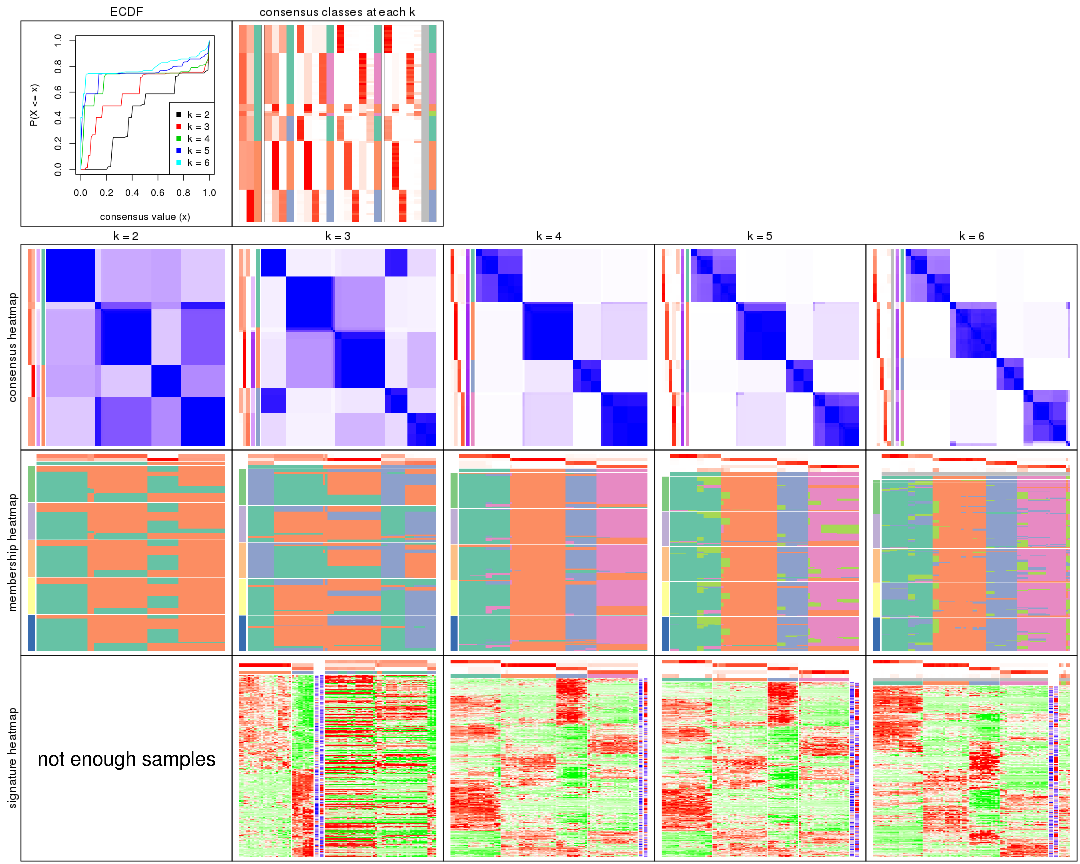 ECDF
consensus classes at each k
P(X <= x)
1.0
0.8
0.6
0.4
0.2
0.0
k = 2
k = 3
k = 4
k = 5
k = 6
0.0 0.2 0.4 0.6 0.8 1.0
consensus value (x)
k = 2 k = 3 k = 4 k = 5 k = 6
consensus heatmap
membership heatmap
signature heatmap
not enough samples